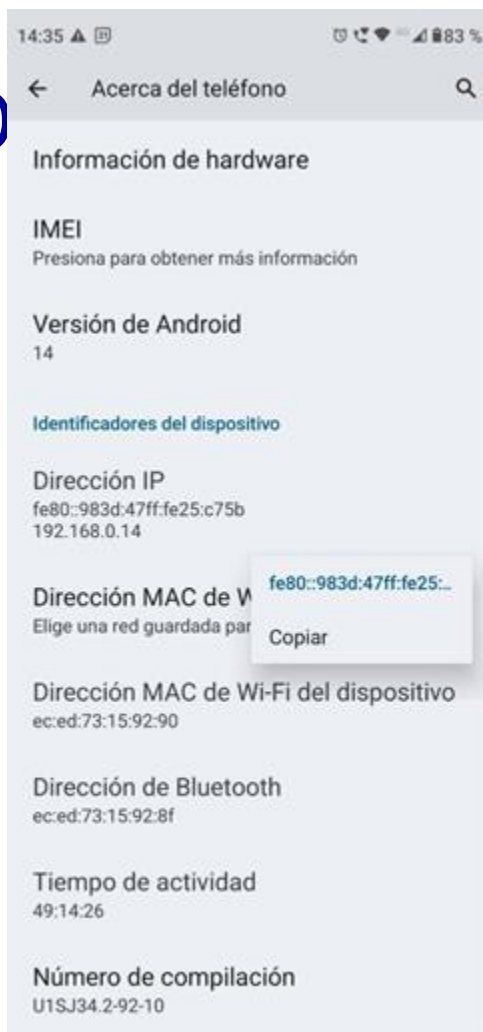 14:35
83 %
Acerca del teléfono
Información de hardware
IMEI
Presiona para obtener más información
Versión de Android
14
Identificadores del dispositivo
Dirección IP
fe80::983d:47ff:fe25:c75b
192.168.0.14
fe80::983d:47ff:fe25:...
Dirección MAC de W
Elige una red guardada par
Copiar
Dirección MAC de Wi-Fi del dispositivo
ec:ed:73:15:92:90
Dirección de Bluetooth
ec:ed:73:15:92:8f
Tiempo de actividad
49:14:26
Número de compilación
U1SJ34.2-92-10